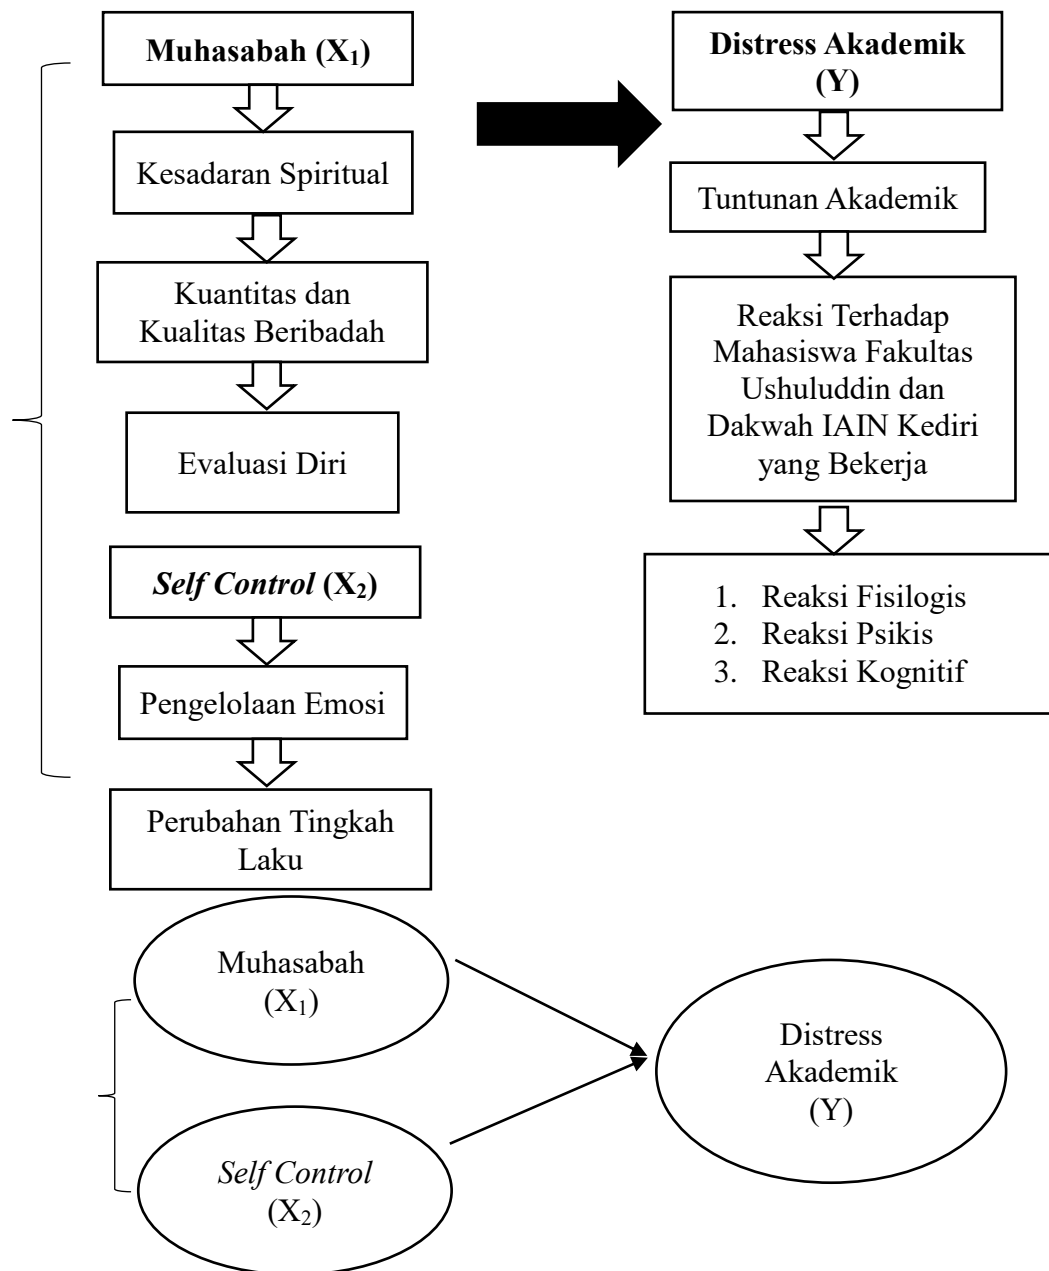 Muhasabah (X₁)
Kesadaran Spiritual
Kuantitas dan
Kualitas Beribadah
Evaluasi Diri
Self Control (X₂)
Pengelolaan Emosi
Perubahan Tingkah
Laku
Distress Akademik
(Y)
Tuntunan Akademik
Reaksi Terhadap
Mahasiswa Fakultas
Ushuluddin dan
Dakwah IAIN Kediri
yang Bekerja
1. Reaksi Fisilogis
2. Reaksi Psikis
3. Reaksi Kognitif
Muhasabah
(X₁)
Self Control
(X₂)
Distress
Akademik
(Y)